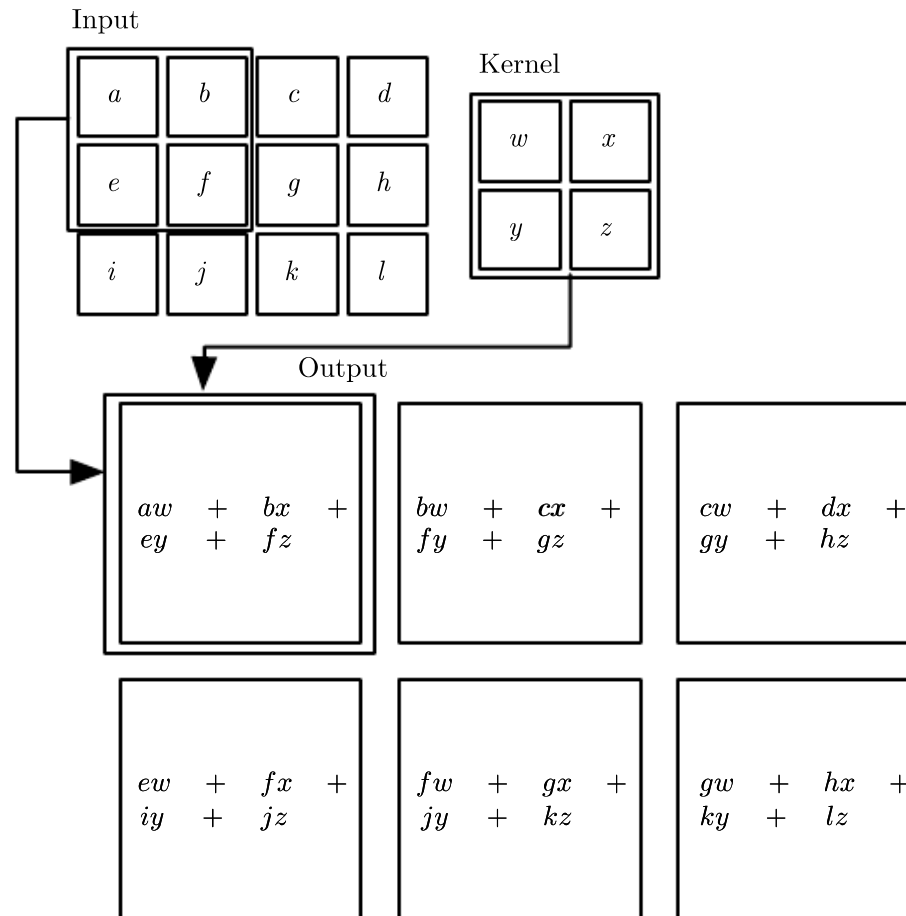 Input
a b c d
e f g h
i j k l
Kernel
w x
y z
Output
aw + bx +
ey + fz
bw + cx +
fy + gz
cw + dx +
gy + hz
ew + fx +
iy + jz
fw + gx +
jy + kz
gw + hx +
ky + lz